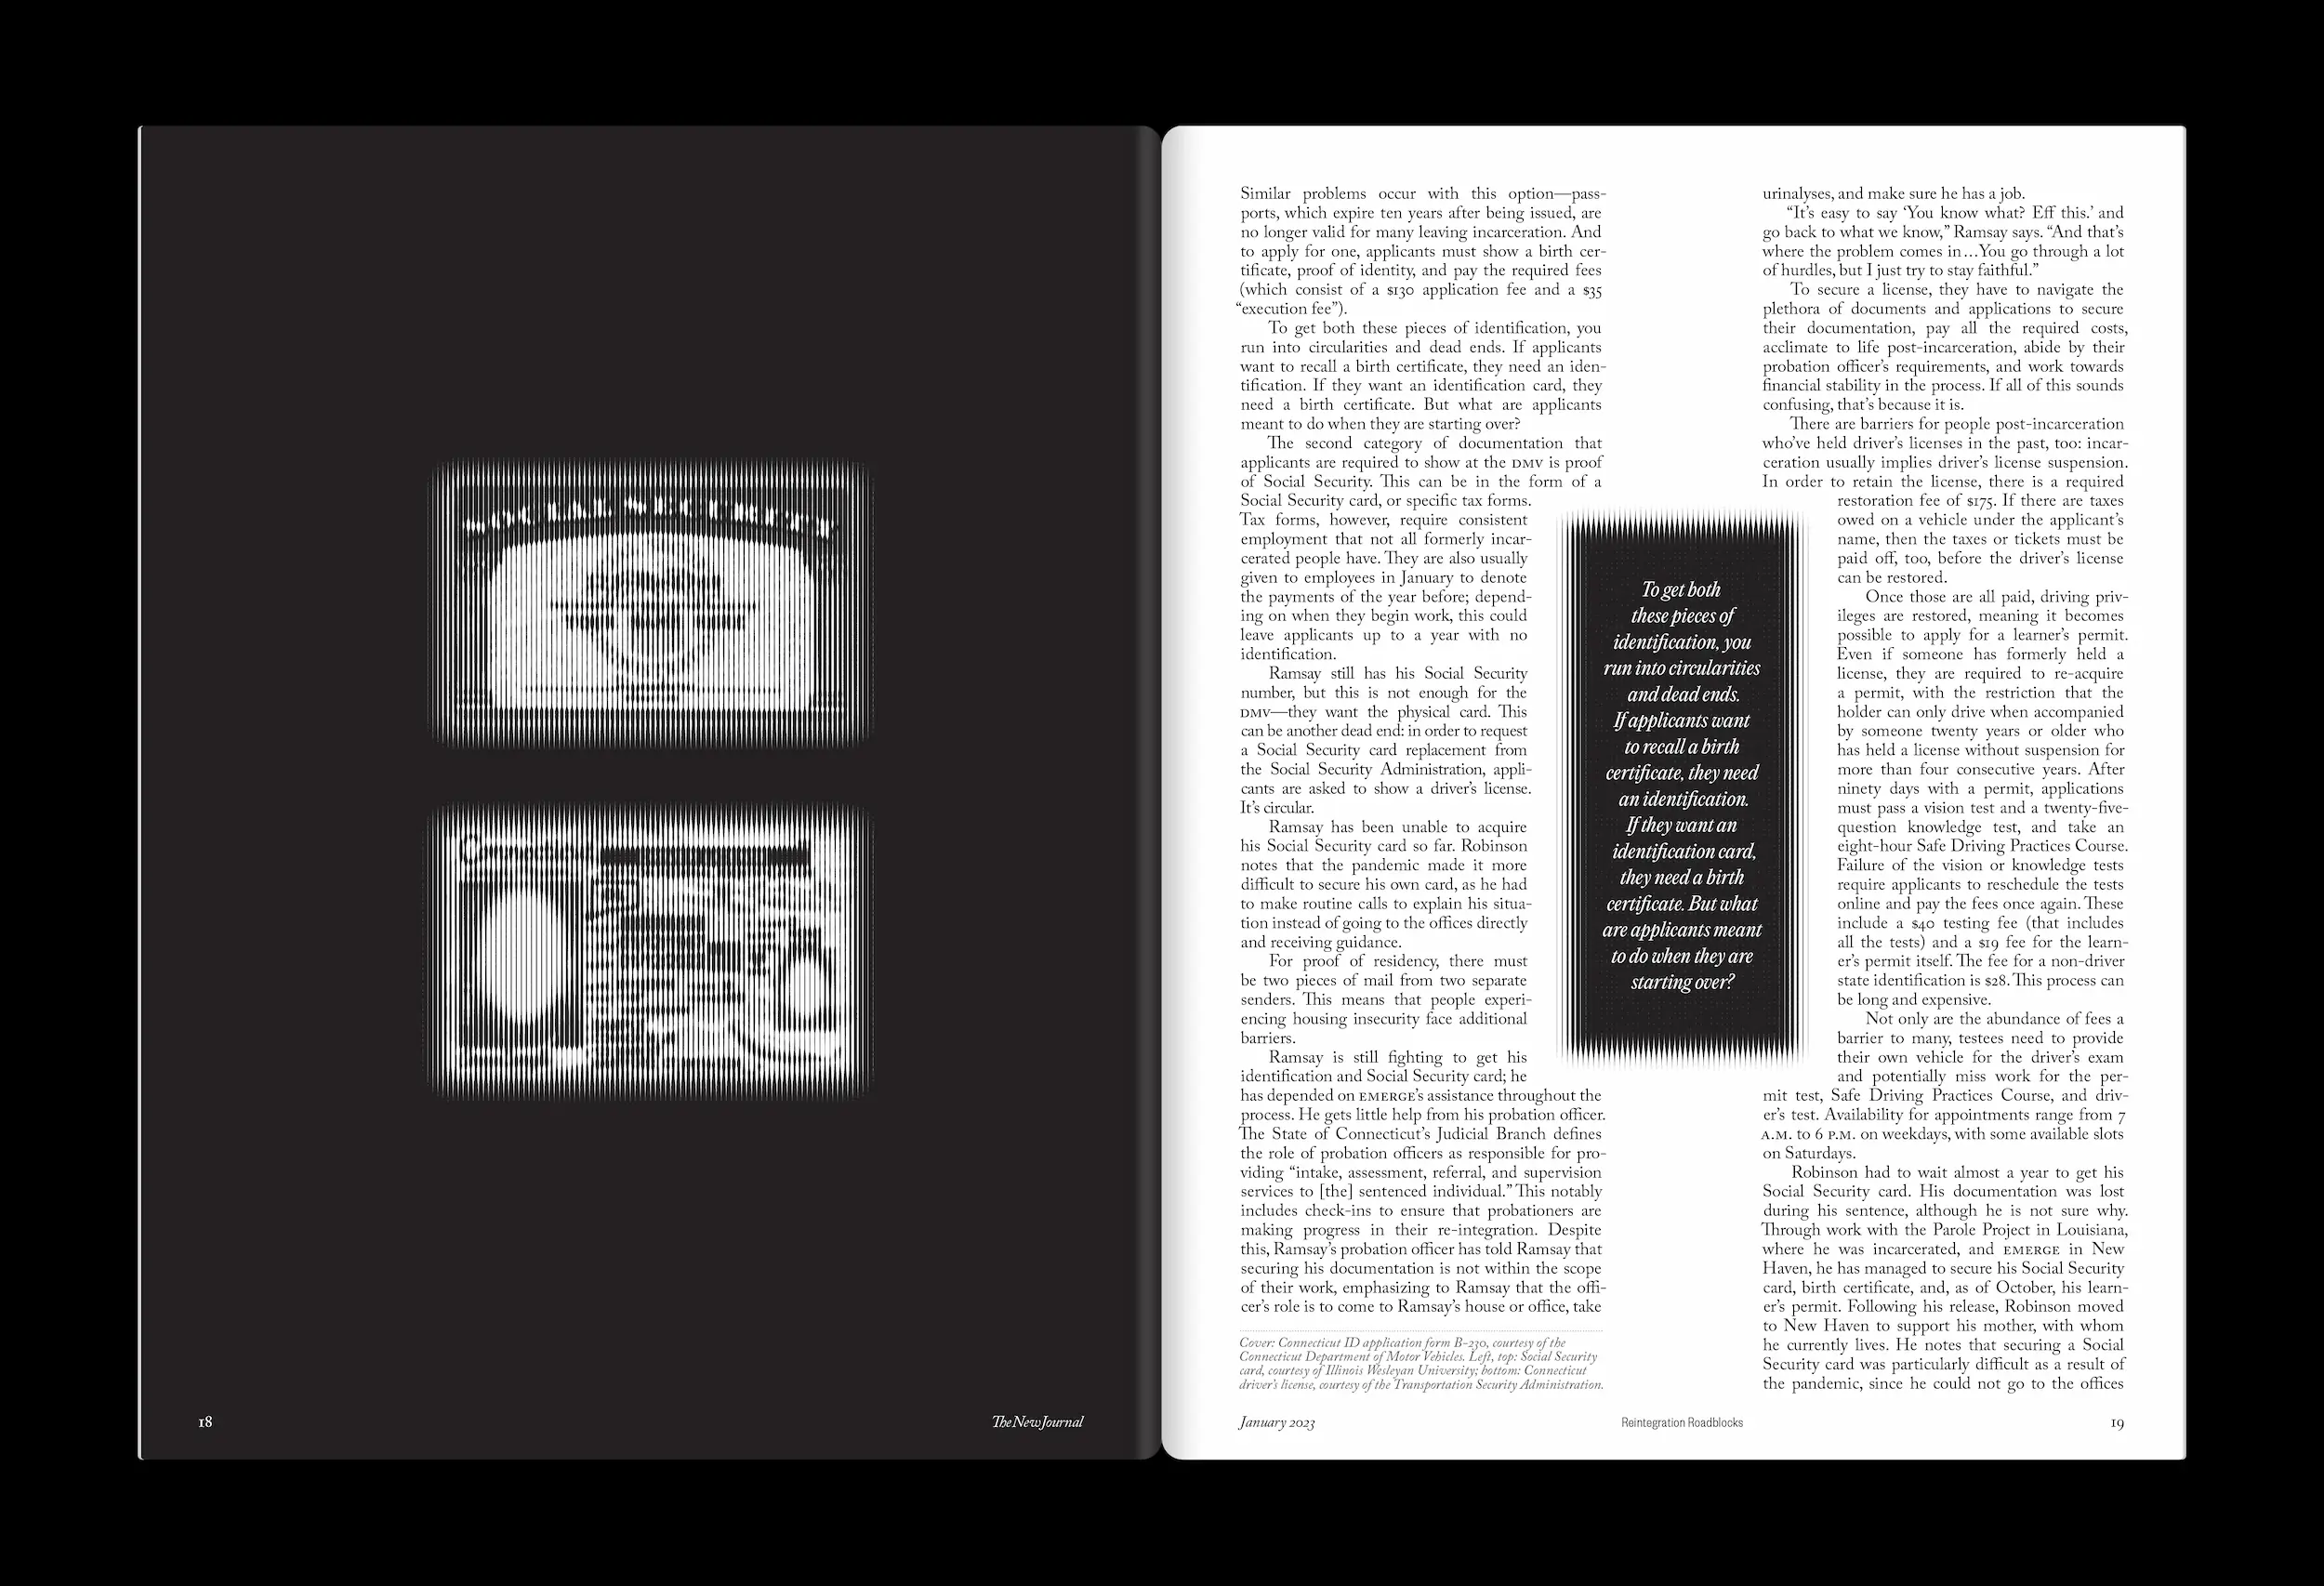 SOCIAL SECURITY
18
The New Journal
Similar problems occur with this option—pass-
ports, which expire ten years after being issued, are
no longer valid for many leaving incarceration. And
to apply for one, applicants must show a birth cer-
tificate, proof of identity, and pay the required fees
(which consist of a $130 application fee and a $35
“execution fee”).
To get both these pieces of identification, you
run into circularities and dead ends. If applicants
want to recall a birth certificate, they need an iden-
tification. If they want an identification card, they
need a birth certificate. But what are applicants
meant to do when they are starting over?
The second category of documentation that
applicants are required to show at the DMV is proof
of Social Security. This can be in the form of a
Social Security card, or specific tax forms.
Tax forms, however, require consistent
employment that not all formerly incar-
cerated people have. They are also usually
given to employees in January to denote
the payments of the year before; depend-
ing on when they begin work, this could
leave applicants up to a year with no
identification.
Ramsay still has his Social Security
number, but this is not enough for the
DMV—they want the physical card. This
can be another dead end: in order to request
a Social Security card replacement from
the Social Security Administration, appli-
cants are asked to show a driver’s license.
It’s circular.
Ramsay has been unable to acquire
his Social Security card so far. Robinson
notes that the pandemic made it more
difficult to secure his own card, as he had
to make routine calls to explain his situa-
tion instead of going to the offices directly
and receiving guidance.
For proof of residency, there must
be two pieces of mail from two separate
senders. This means that people experi-
encing housing insecurity face additional
barriers.
Ramsay is still fighting to get his
identification and Social Security card; he
has depended on EMERGE’s assistance throughout the
process. He gets little help from his probation officer.
The State of Connecticut’s Judicial Branch defines
the role of probation officers as responsible for pro-
viding “intake, assessment, referral, and supervision
services to [the] sentenced individual.” This notably
includes check-ins to ensure that probationers are
making progress in their re-integration. Despite
this, Ramsay’s probation officer has told Ramsay that
securing his documentation is not within the scope
of their work, emphasizing to Ramsay that the offi-
cer’s role is to come to Ramsay’s house or office, take
Cover: Connecticut ID application form B-230, courtesy of the
Connecticut Department of Motor Vehicles. Left, top: Social Security
card, courtesy of Illinois Wesleyan University; bottom: Connecticut
driver’s license, courtesy of the Transportation Security Administration.
To get both
these pieces of
identification, you
run into circularities
and dead ends.
If applicants want
to recall a birth
certificate, they need
an identification.
If they want an
identification card,
they need a birth
certificate. But what
are applicants meant
to do when they are
starting over?
urinalyses, and make sure he has a job.
“It’s easy to say ‘You know what? Eff this.’ and
go back to what we know,” Ramsay says. “And that’s
where the problem comes in…You go through a lot
of hurdles, but I just try to stay faithful.”
To secure a license, they have to navigate the
plethora of documents and applications to secure
their documentation, pay all the required costs,
acclimate to life post-incarceration, abide by their
probation officer’s requirements, and work towards
financial stability in the process. If all of this sounds
confusing, that’s because it is.
There are barriers for people post-incarceration
who’ve held driver’s licenses in the past, too: incar-
ceration usually implies driver’s license suspension.
In order to retain the license, there is a required
restoration fee of $175. If there are taxes
owed on a vehicle under the applicant’s
name, then the taxes or tickets must be
paid off, too, before the driver’s license
can be restored.
Once those are all paid, driving priv-
ileges are restored, meaning it becomes
possible to apply for a learner’s permit.
Even if someone has formerly held a
license, they are required to re-acquire
a permit, with the restriction that the
holder can only drive when accompanied
by someone twenty years or older who
has held a license without suspension for
more than four consecutive years. After
ninety days with a permit, applications
must pass a vision test and a twenty-five-
question knowledge test, and take an
eight-hour Safe Driving Practices Course.
Failure of the vision or knowledge tests
require applicants to reschedule the tests
online and pay the fees once again. These
include a $40 testing fee (that includes
all the tests) and a $19 fee for the learn-
er’s permit itself. The fee for a non-driver
state identification is $28. This process can
be long and expensive.
Not only are the abundance of fees a
barrier to many, testees need to provide
their own vehicle for the driver’s exam
and potentially miss work for the per-
mit test, Safe Driving Practices Course, and driv-
er’s test. Availability for appointments range from 7
A.M. to 6 P.M. on weekdays, with some available slots
on Saturdays.
Robinson had to wait almost a year to get his
Social Security card. His documentation was lost
during his sentence, although he is not sure why.
Through work with the Parole Project in Louisiana,
where he was incarcerated, and EMERGE in New
Haven, he has managed to secure his Social Security
card, birth certificate, and, as of October, his learn-
er’s permit. Following his release, Robinson moved
to New Haven to support his mother, with whom
he currently lives. He notes that securing a Social
Security card was particularly difficult as a result of
the pandemic, since he could not go to the offices
January 2023
Reintegration Roadblocks
19